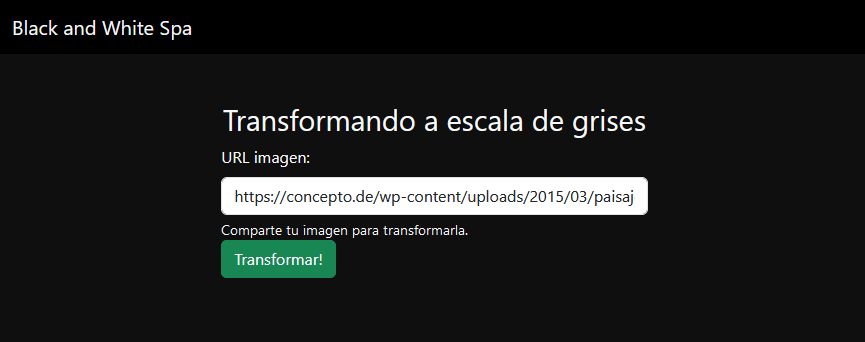 Black and White Spa
Transformando a escala de grises
URL imagen:
https://concepto.de/wp-content/uploads/2015/03/paisaj
Comparte tu imagen para transformarla.
Transformar!